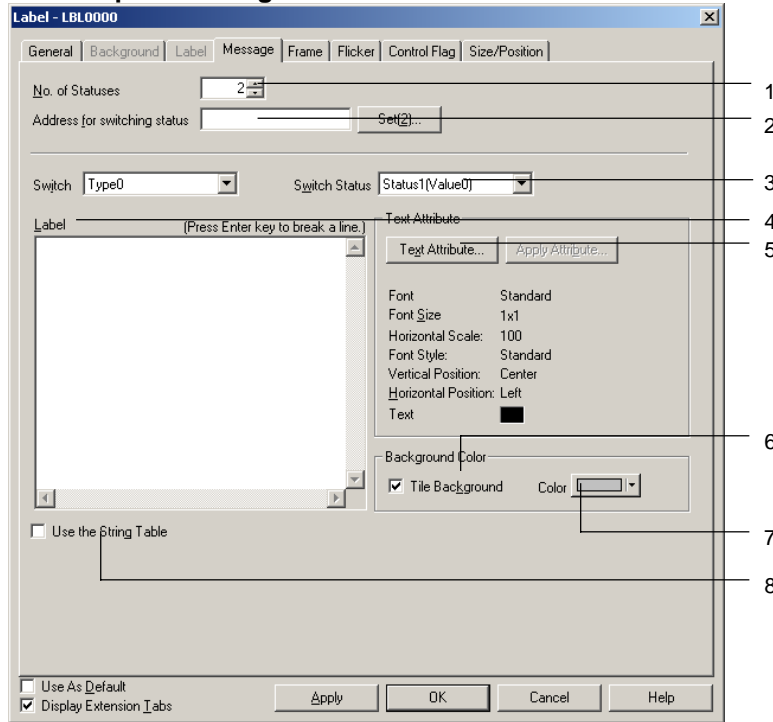 Label - LBL0000
General Background Label Message Frame Flicker Control Flag Size/Position
No. of Statuses 2 1
Address for switching status Set(2)... 2
Switch Type0 Switch Status Status1(Value0) 3
Label (Press Enter key to break a line.) Text Attribute 4
Text Attribute... Apply Attribute... 5
Font Standard
Font Size 1x1
Horizontal Scale: 100
Font Style: Standard
Vertical Position: Center
Horizontal Position: Left
Text
6
Background Color
Tile Background Color
Use the String Table 7
8
Use As Default
Display Extension Tabs Apply OK Cancel Help